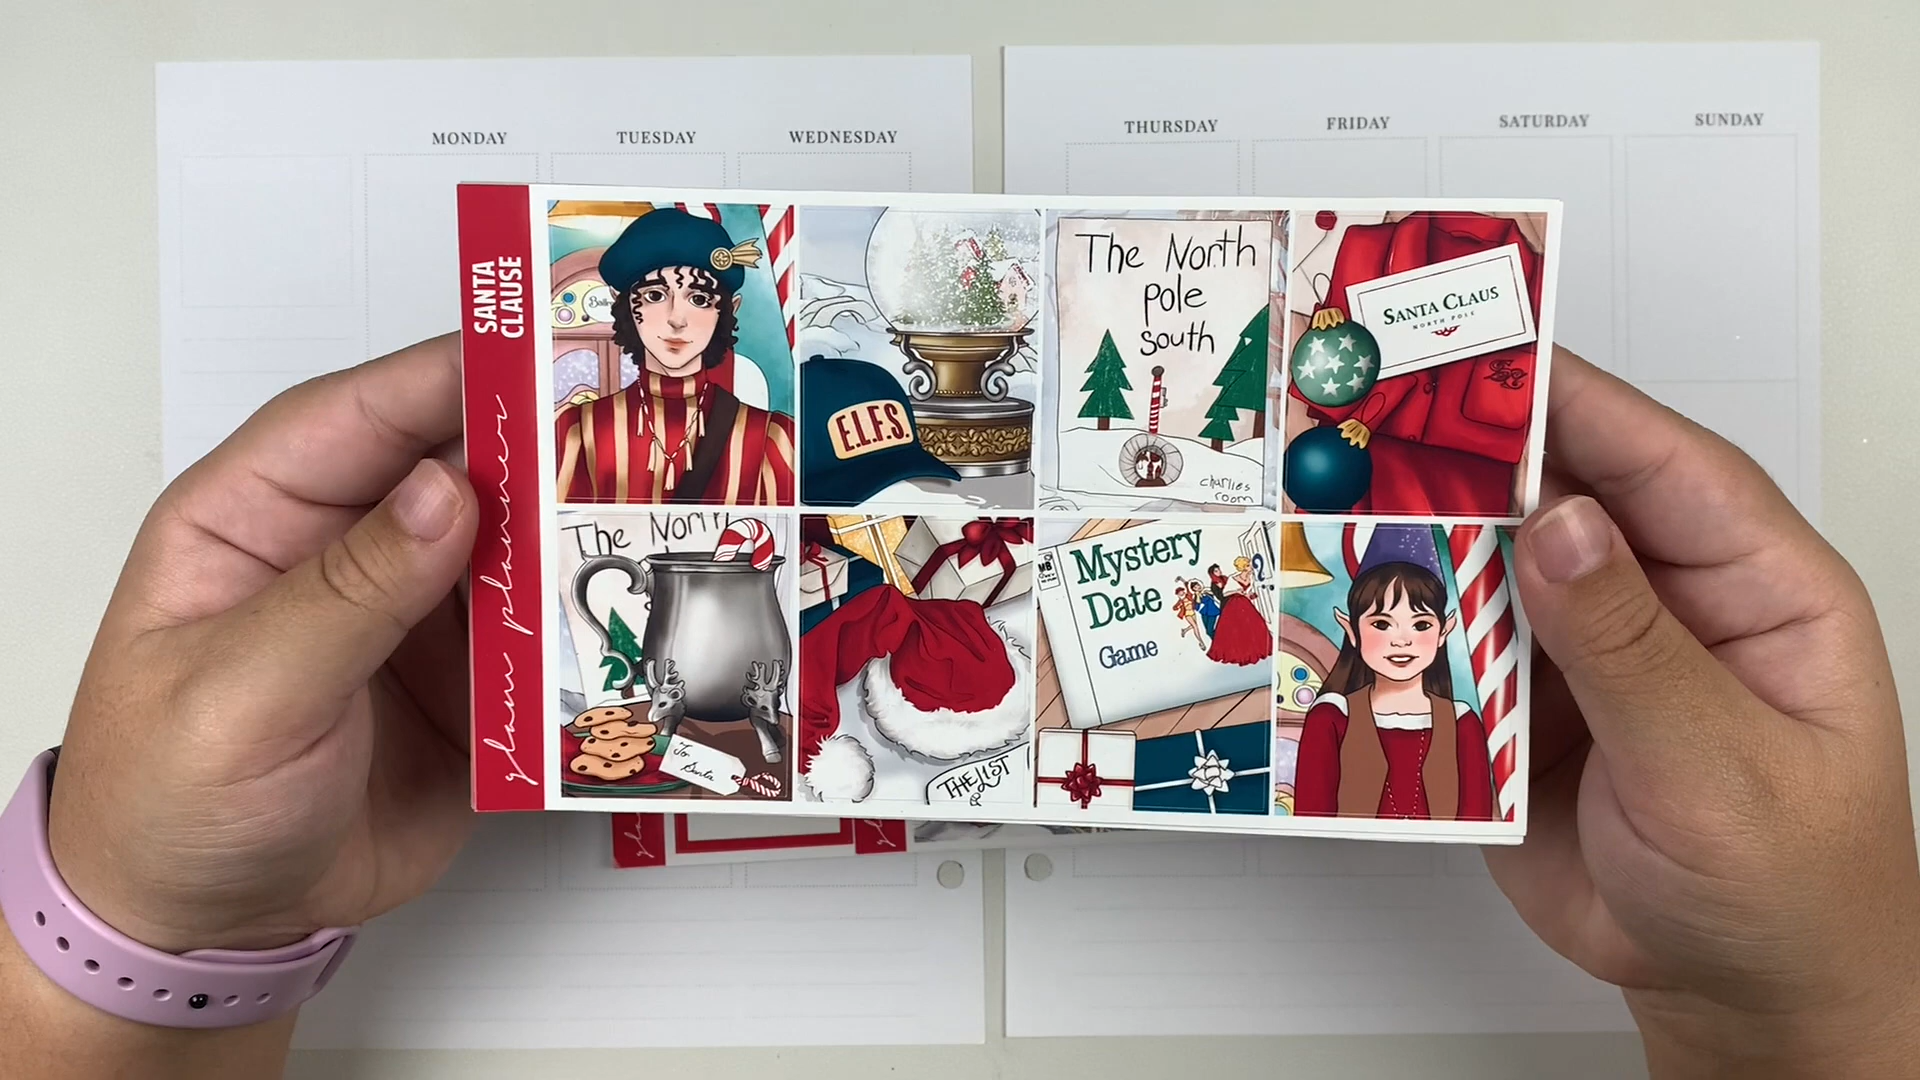 MONDAY
TUESDAY
WEDNESDAY
THURSDAY
FRIDAY
SATURDAY
SUNDAY
SANTA
CLAUSE
glam planner
E.L.F.S.
The North
pole
south
charlies
room
SANTA CLAUS
NORTH POLE
The North
To
Santa
THE LIST
MB
Mystery
Date
Game
?